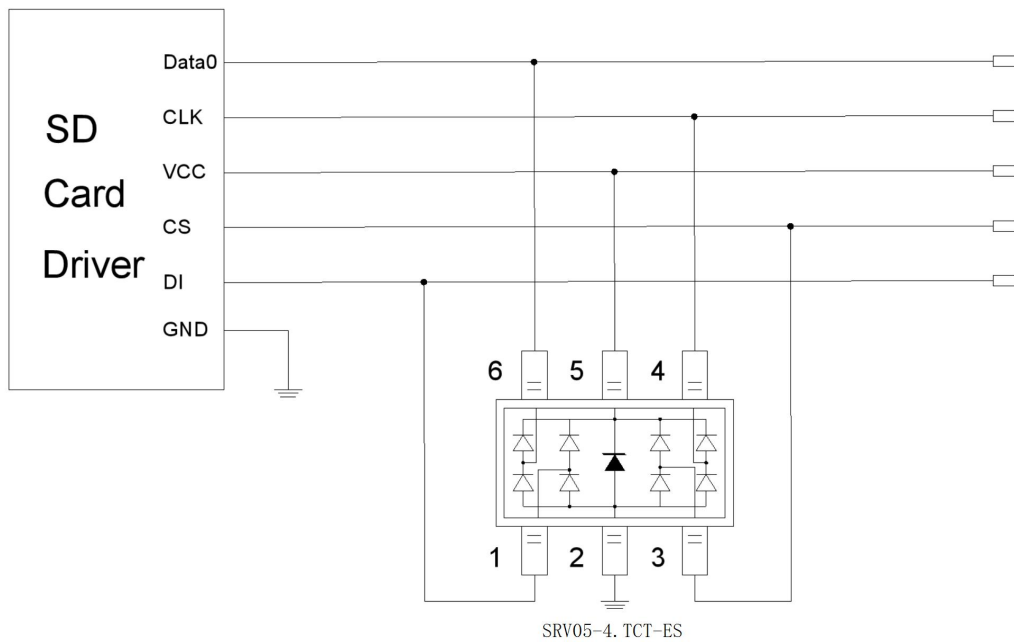 SD
Card
Driver
Data0
CLK
VCC
CS
DI
GND
6 5 4
1 2 3
SRV05-4.TCT-ES